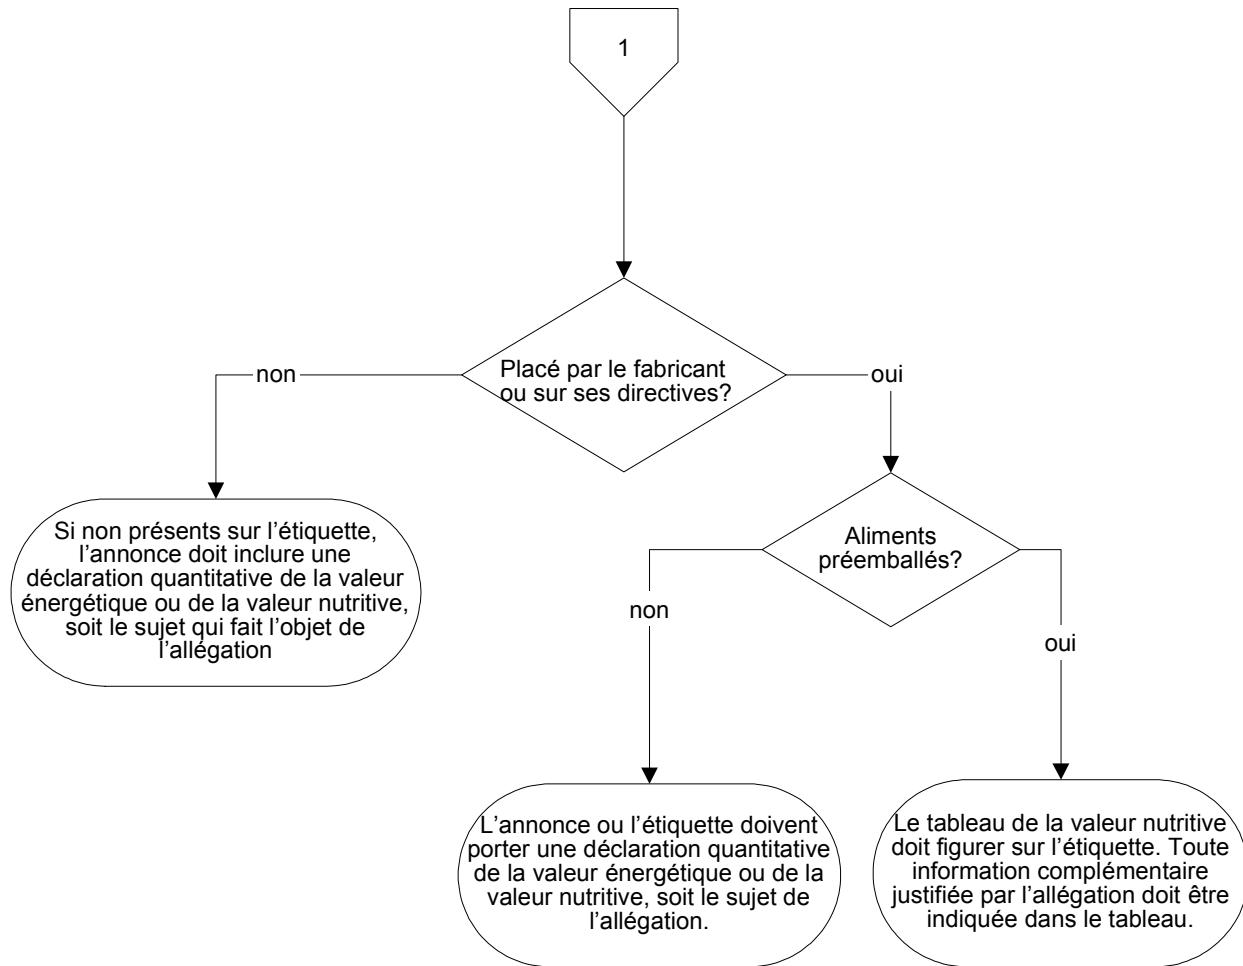 1
Placé par le fabricant
ou sur ses directives?
non
oui
Si non présents sur l’étiquette,
l’annonce doit inclure une
déclaration quantitative de la valeur
énergétique ou de la valeur nutritive,
soit le sujet qui fait l’objet de
l’allégation
Aliments
préemballés?
non
oui
L’annonce ou l’étiquette doivent
porter une déclaration quantitative
de la valeur énergétique ou de la
valeur nutritive, soit le sujet de
l’allégation.
Le tableau de la valeur nutritive
doit figurer sur l’étiquette. Toute
information complémentaire
justifiée par l’allégation doit être
indiquée dans le tableau.